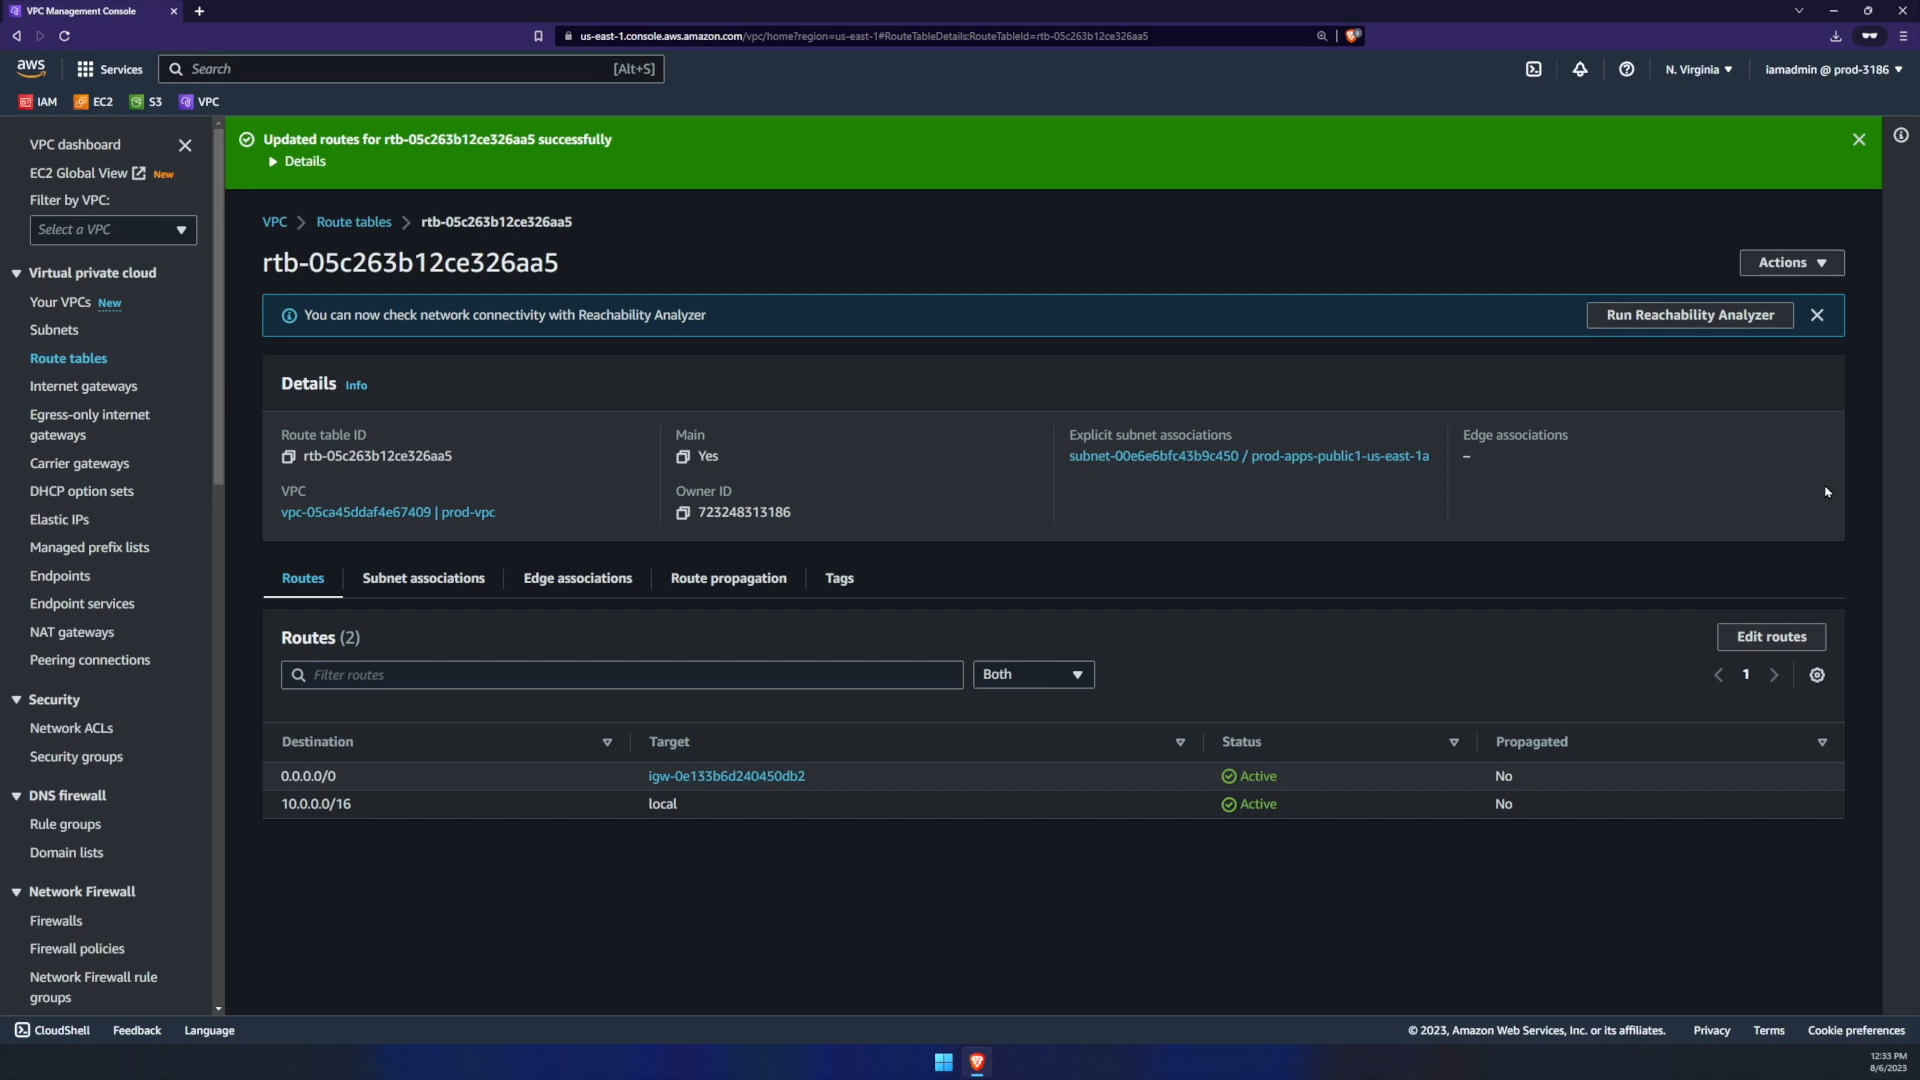 VPC Management Console
us-east-1.console.aws.amazon.com/vpc/home?region=us-east-1#RouteTableDetails:RouteTableId=rtb-05c263b12ce326aa5
aws
Services
Search
[Alt+S]
N. Virginia
iamadmin @ prod-3186
IAM
EC2
S3
VPC
VPC dashboard
EC2 Global View New
Filter by VPC:
Select a VPC
Virtual private cloud
Your VPCs New
Subnets
Route tables
Internet gateways
Egress-only internet
gateways
Carrier gateways
DHCP option sets
Elastic IPs
Managed prefix lists
Endpoints
Endpoint services
NAT gateways
Peering connections
Security
Network ACLs
Security groups
DNS firewall
Rule groups
Domain lists
Network Firewall
Firewalls
Firewall policies
Network Firewall rule
groups
Updated routes for rtb-05c263b12ce326aa5 successfully
Details
VPC
Route tables
rtb-05c263b12ce326aa5
rtb-05c263b12ce326aa5
Actions
You can now check network connectivity with Reachability Analyzer
Run Reachability Analyzer
Details Info
Route table ID
rtb-05c263b12ce326aa5
Main
Yes
Explicit subnet associations
subnet-00e6e6bfc43b9c450 / prod-apps-public1-us-east-1a
Edge associations
–
VPC
vpc-05ca45ddaf4e67409 | prod-vpc
Owner ID
723248313186
Routes
Subnet associations
Edge associations
Route propagation
Tags
Routes (2)
Edit routes
Filter routes
Both
1
Destination
Target
Status
Propagated
0.0.0.0/0
igw-0e133b6d240450db2
Active
No
10.0.0.0/16
local
Active
No
CloudShell
Feedback
Language
© 2023, Amazon Web Services, Inc. or its affiliates.
Privacy
Terms
Cookie preferences
12:33 PM
8/6/2023